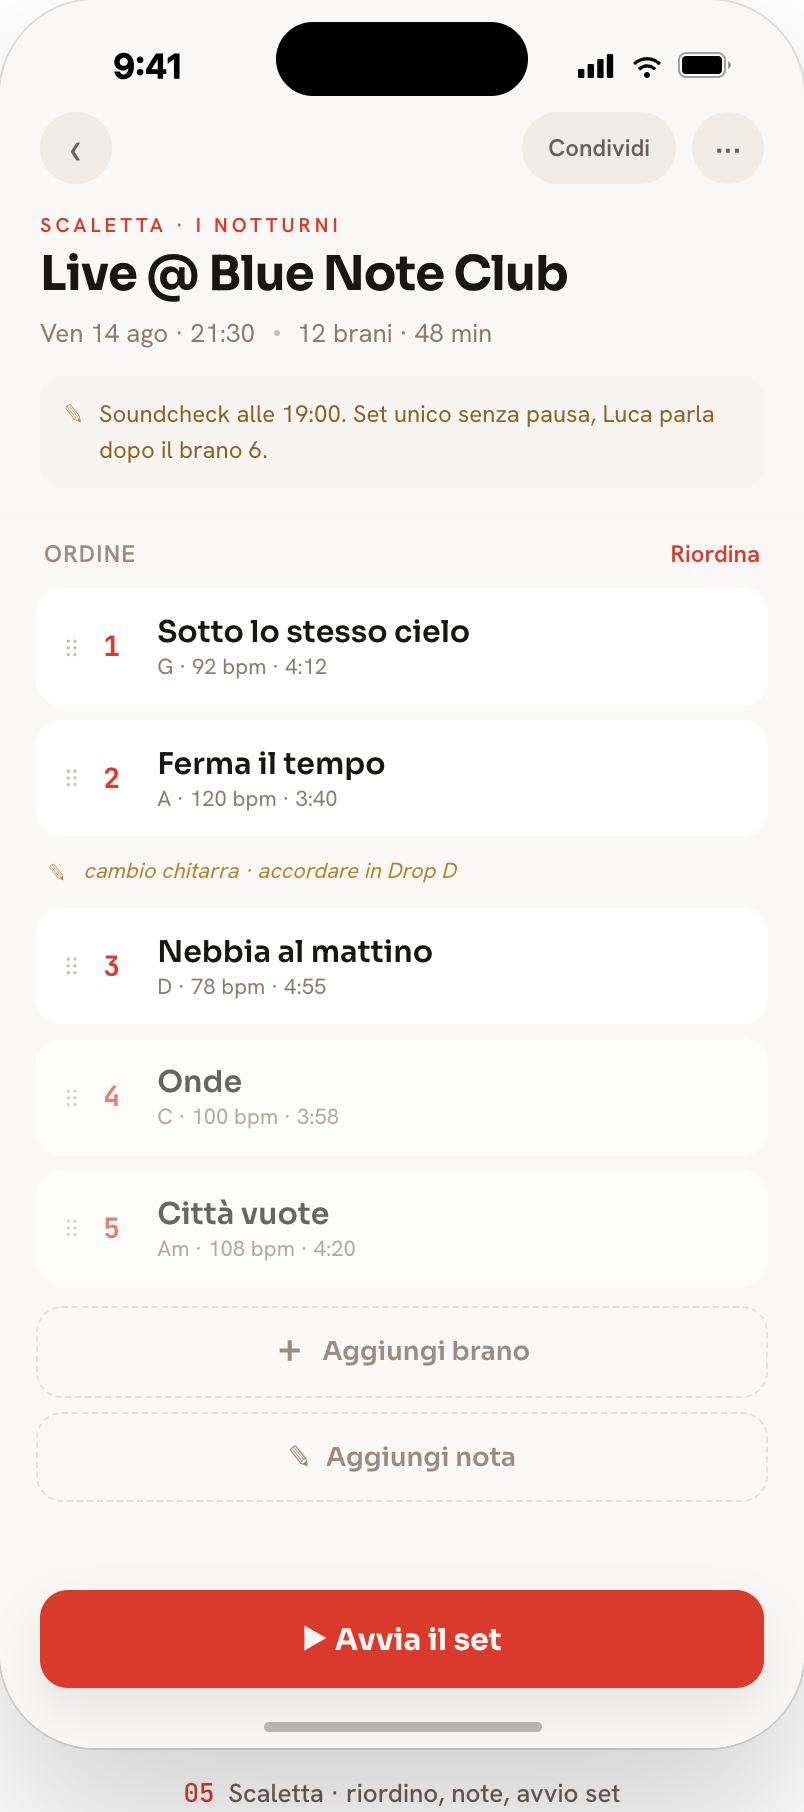 9:41
Condividi
SCALETTA · I NOTTURNI
Live @ Blue Note Club
Ven 14 ago · 21:30 • 12 brani · 48 min
Soundcheck alle 19:00. Set unico senza pausa, Luca parla
dopo il brano 6.
ORDINE
Riordina
1
Sotto lo stesso cielo
G · 92 bpm · 4:12
2
Ferma il tempo
A · 120 bpm · 3:40
cambio chitarra · accordare in Drop D
3
Nebbia al mattino
D · 78 bpm · 4:55
4
Onde
C · 100 bpm · 3:58
5
Città vuote
Am · 108 bpm · 4:20
+ Aggiungi brano
Aggiungi nota
Avvia il set
05 Scaletta · riordino, note, avvio set